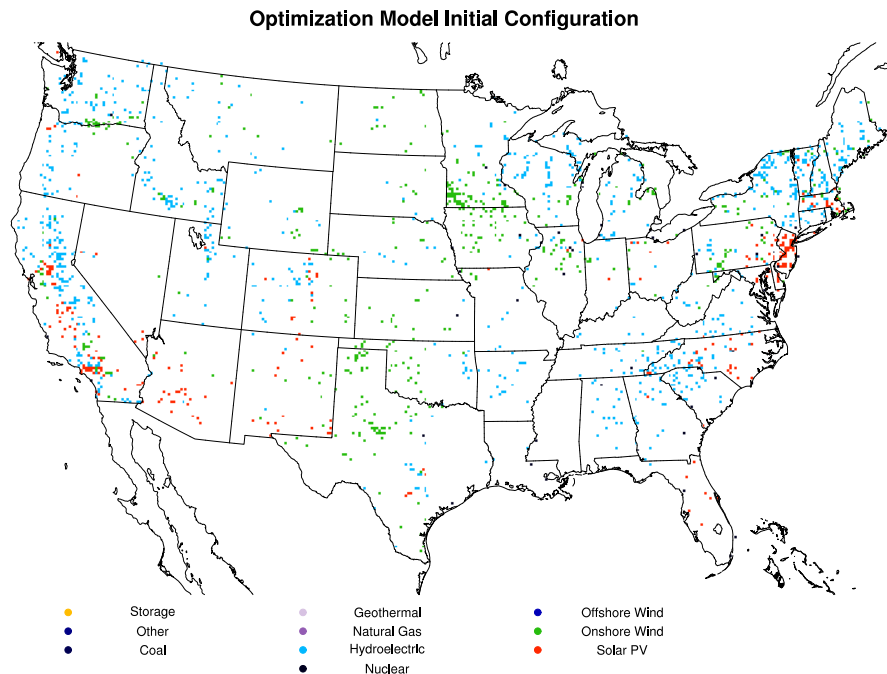 Optimization Model Initial Configuration
Storage
Geothermal
Offshore Wind
Other
Natural Gas
Onshore Wind
Coal
Hydroelectric
Solar PV
Nuclear